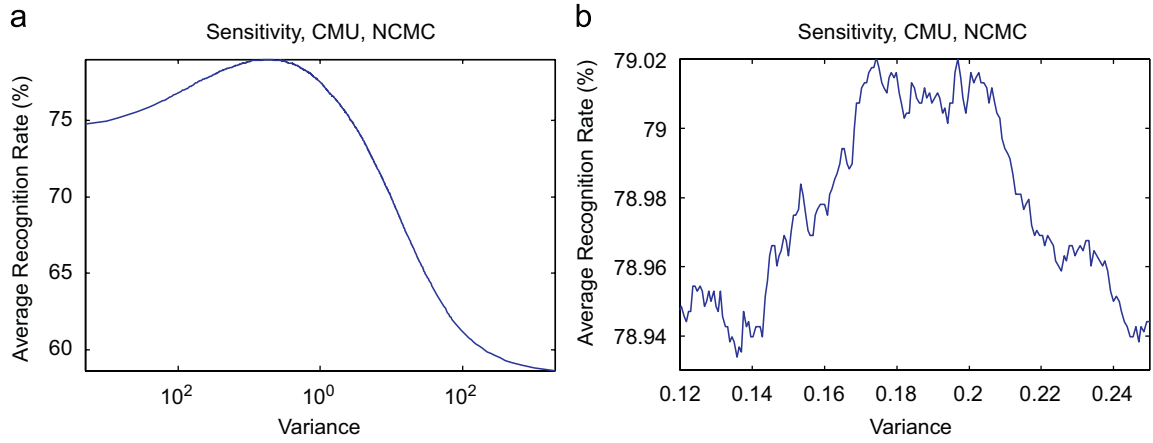 a
Sensitivity, CMU, NCMC
Average Recognition Rate (%)
75
70
65
60
10²
10⁰
10²
Variance
b
Sensitivity, CMU, NCMC
Average Recognition Rate (%)
79.02
79
78.98
78.96
78.94
0.12
0.14
0.16
0.18
0.2
0.22
0.24
Variance